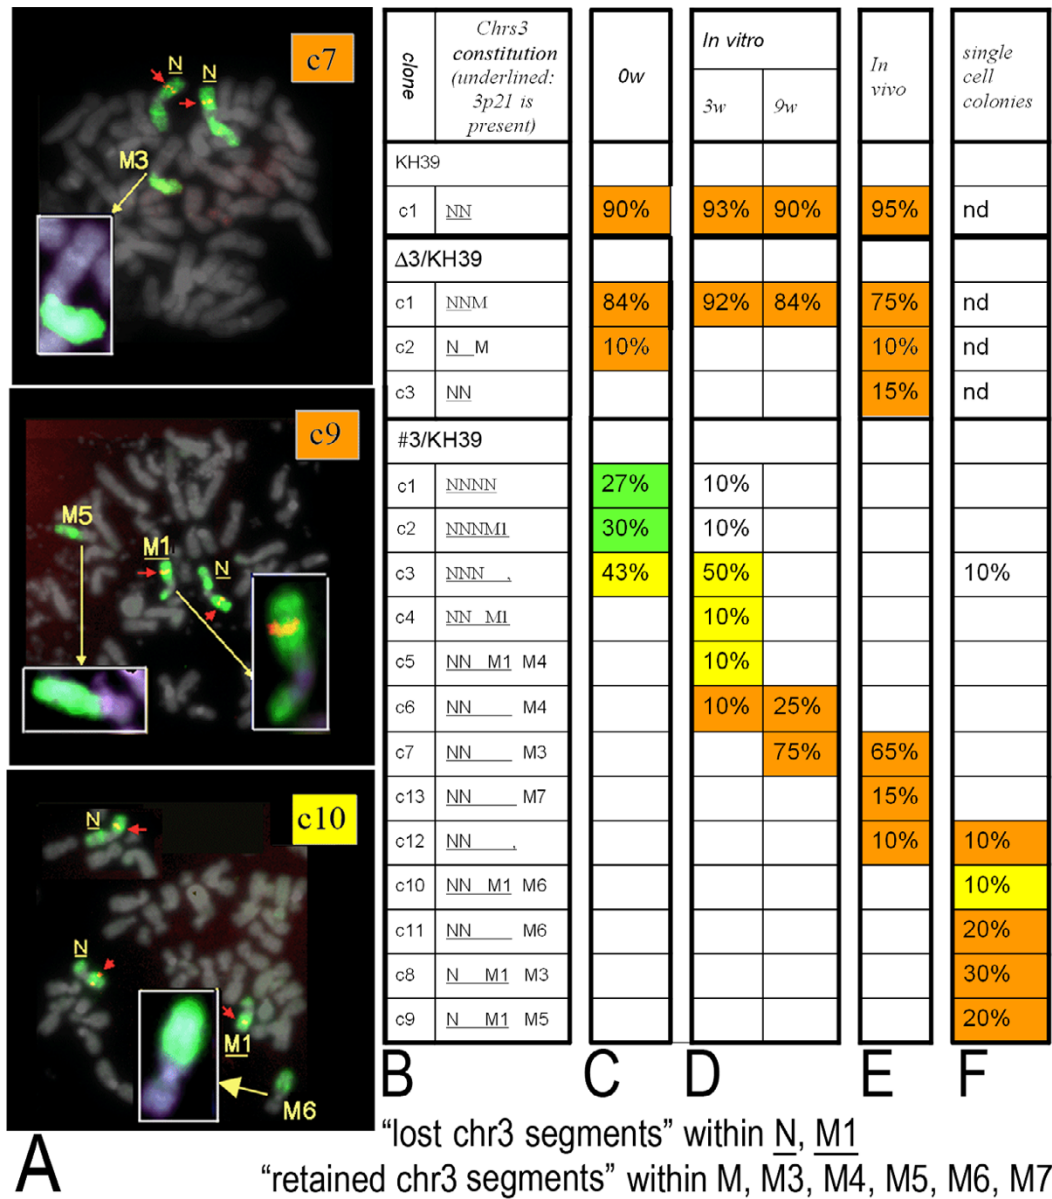 c7
N N
M3
c9
M5
M1
N
c10
N
N
M1
M6
A
clone
Chrs3
constitution
(underlined:
3p21 is
present)
0w
In vitro
3w 9w
In
vivo
single
cell
colonies
KH39
c1 NN 90% 93% 90% 95% nd
Δ3/KH39
c1 NNM 84% 92% 84% 75% nd
c2 N M 10% 10% nd
c3 NN 15% nd
#3/KH39
c1 NNNN 27% 10%
c2 NNNM1 30% 10%
c3 NNN , 43% 50% 10%
c4 NN M1 10%
c5 NN M1 M4 10%
c6 NN M4 10% 25%
c7 NN M3 75% 65%
c13 NN M7 15%
c12 NN , 10% 10%
c10 NN M1 M6 10%
c11 NN M6 20%
c8 N M1 M3 30%
c9 N M1 M5 20%
B C D E F
“lost chr3 segments” within N, M1
“retained chr3 segments” within M, M3, M4, M5, M6, M7